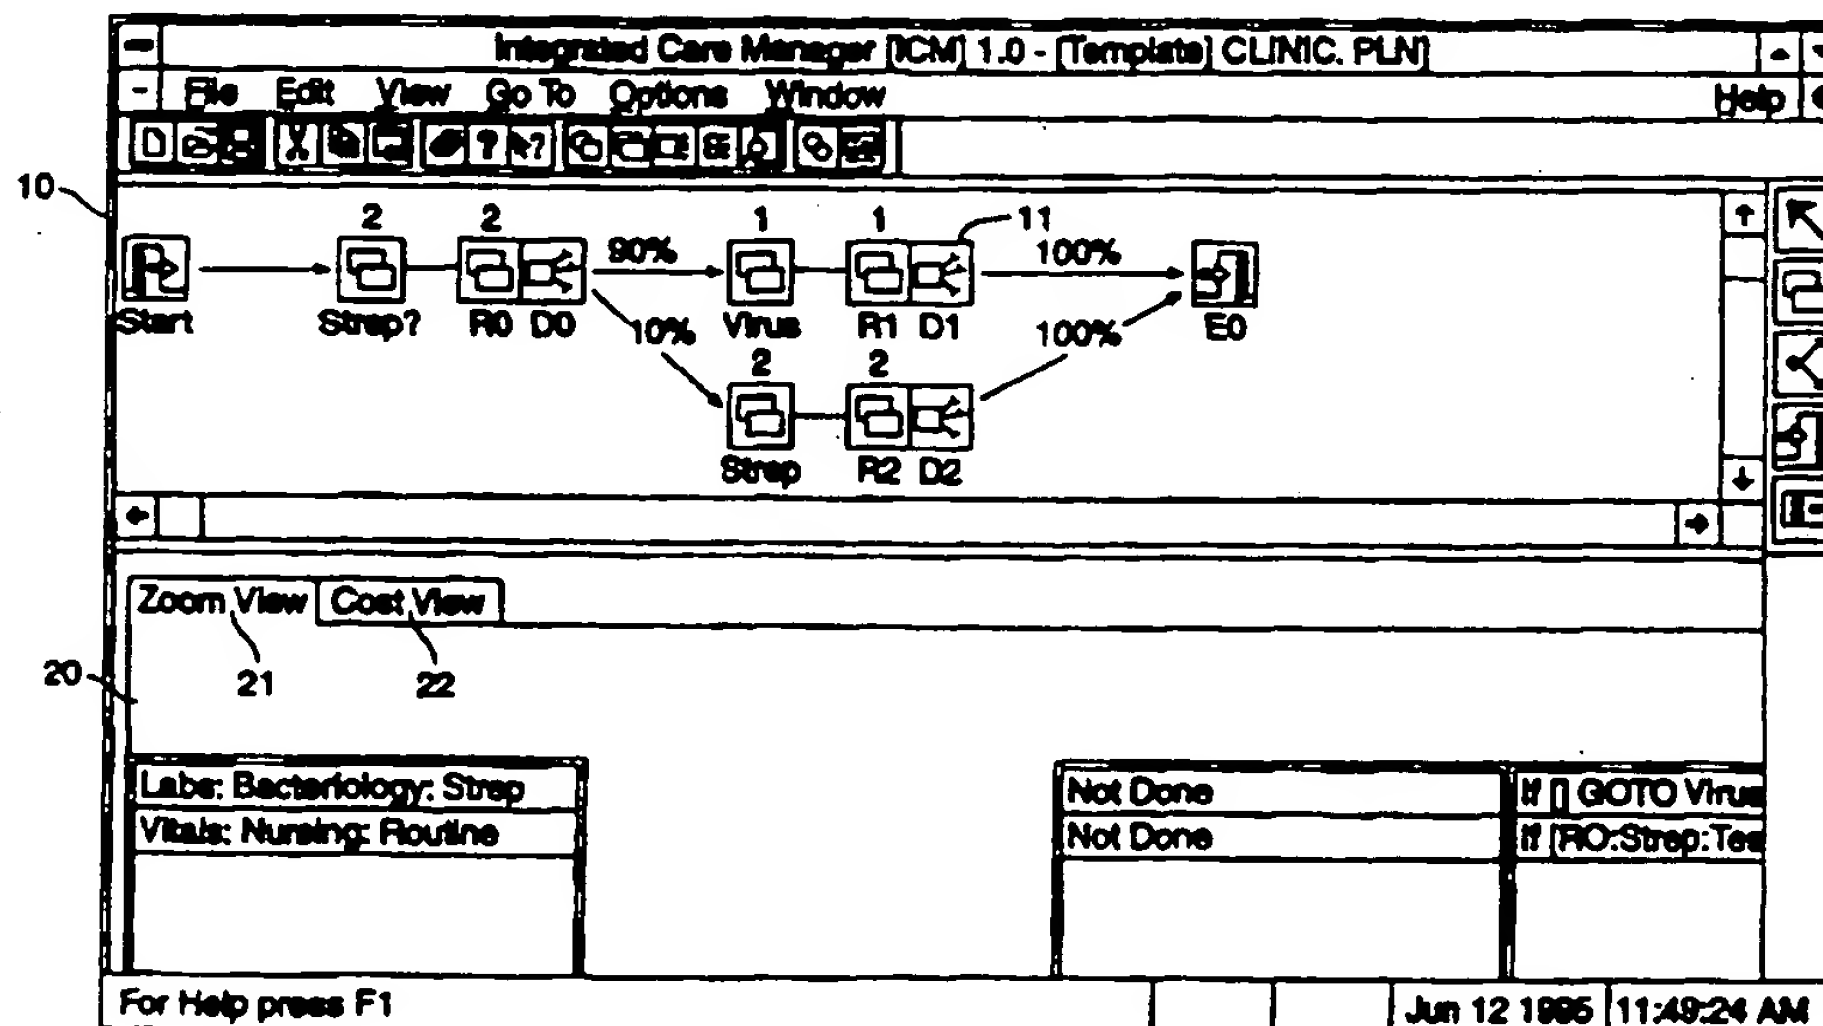 Integrated Care Manager [ICM] 1.0 - [Template] CLINIC. PLN]
File Edit View Go To Options Window Help
10
2 2 1 1 11
90% 100%
Start Strep? R0 D0 10% Virus R1 D1 100% E0
2 2
Strep R2 D2
Zoom View Cost View
20 21 22
Labs: Bacteriology: Strep Not Done If [] GOTO Virus
Vitals: Nursing: Routine Not Done If [RO:Strep:Tes
For Help press F1 Jun 12 1995 11:49:24 AM